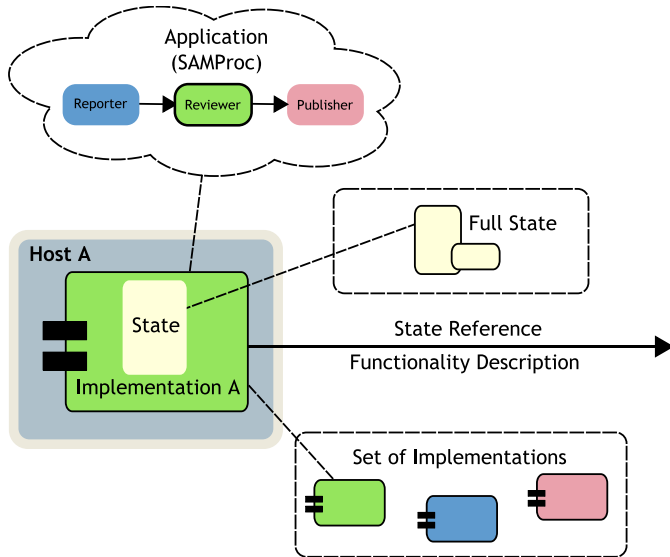 Application
(SAMProc)
Reporter
Reviewer
Publisher
Full State
Host A
State
Implementation A
State Reference
Functionality Description
Set of Implementations